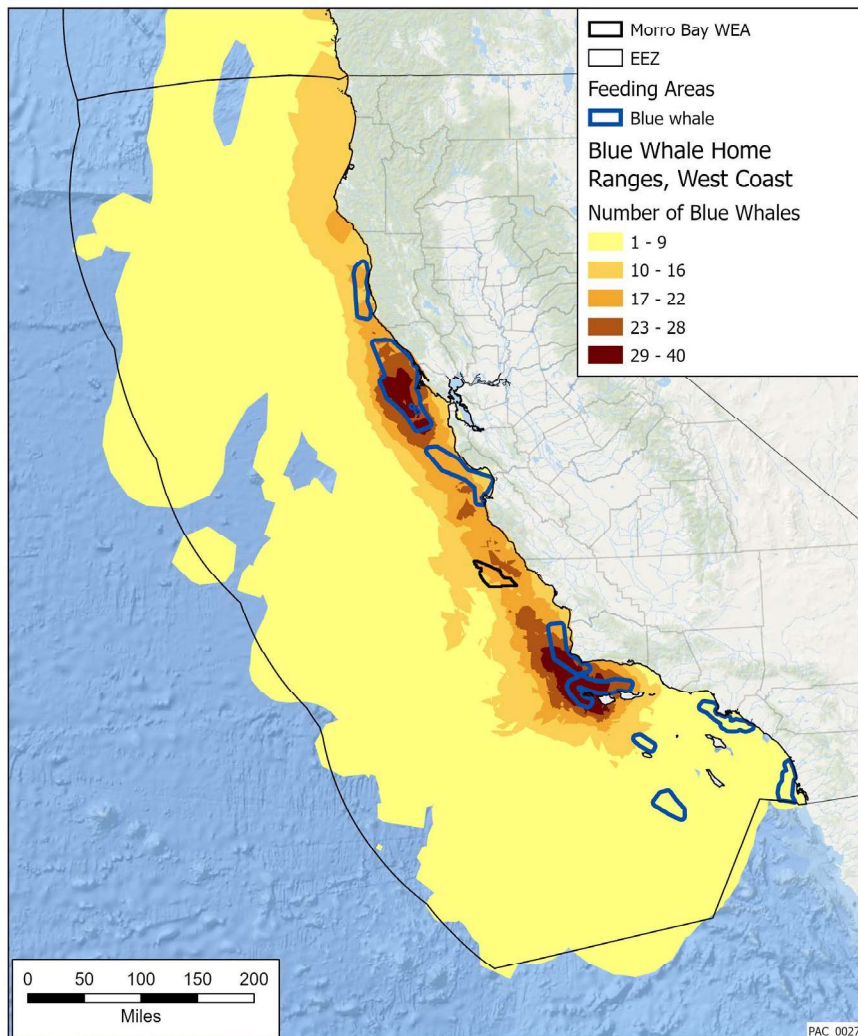 Morro Bay WEA
EEZ
Feeding Areas
Blue whale
Blue Whale Home
Ranges, West Coast
Number of Blue Whales
1 - 9
10 - 16
17 - 22
23 - 28
29 - 40
0 50 100 150 200
Miles
PAC_0027